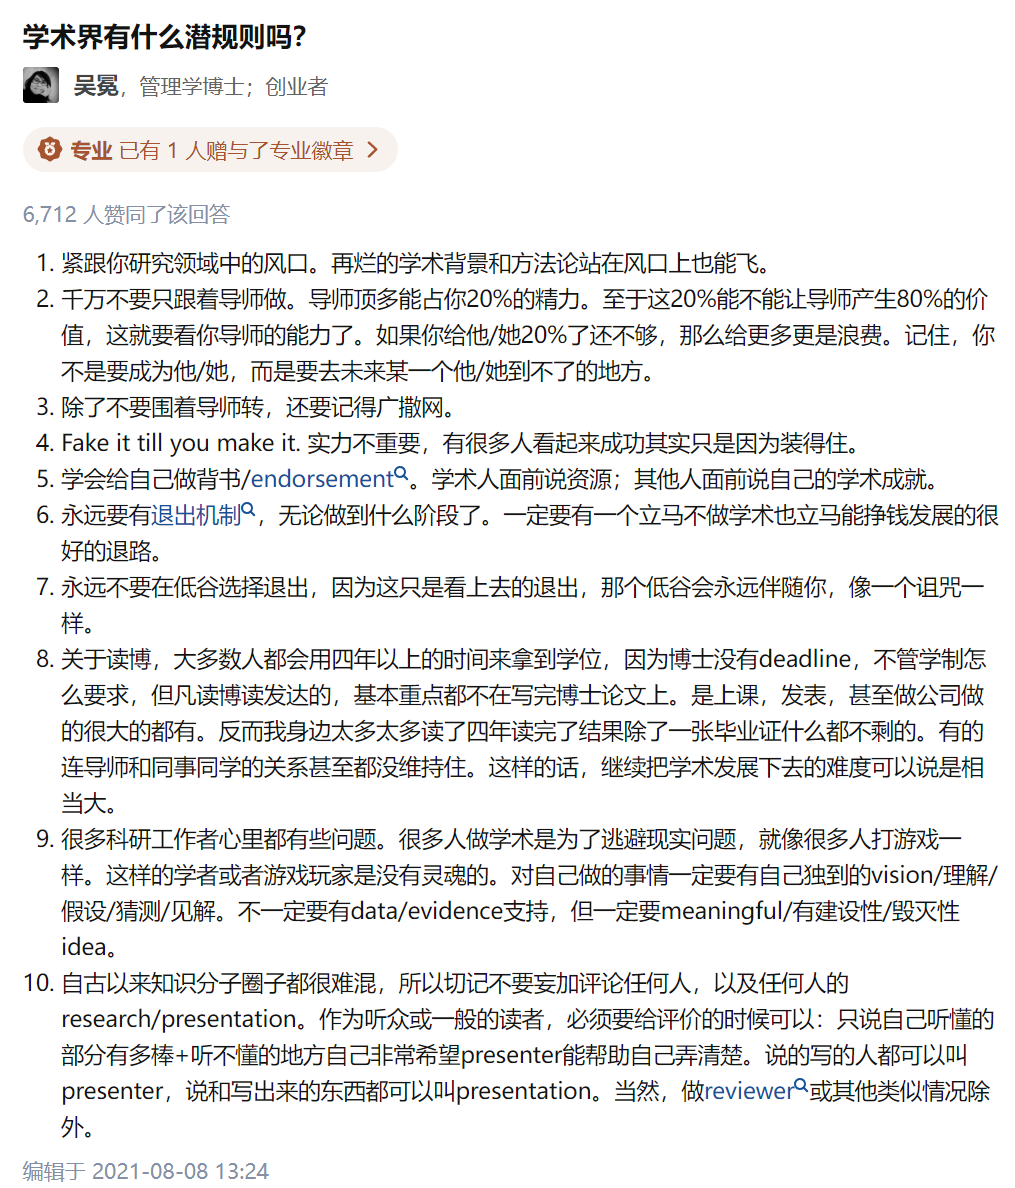 学术界有什么潜规则吗?
吴冕，管理学博士；创业者
专业 已有 1 人赠与了专业徽章
6,712 人赞同了该回答
1. 紧跟你研究领域中的风口。再烂的学术背景和方法论站在风口上也能飞。
2. 千万不要只跟着导师做。导师顶多能占你20%的精力。至于这20%能不能让导师产生80%的价
值，这就要看你导师的能力了。如果你给他/她20%了还不够，那么给更多更是浪费。记住，你
不是要成为他/她，而是要去未来某一个他/她到不了的地方。
3. 除了不要围着导师转，还要记得广撒网。
4. Fake it till you make it. 实力不重要，有很多人看起来成功其实只是因为装得住。
5. 学会给自己做背书/endorsement。学术人面前说资源；其他人面前说自己的学术成就。
6. 永远要有退出机制，无论做到什么阶段了。一定要有一个立马不做学术也立马能挣钱发展的很
好的退路。
7. 永远不要在低谷选择退出，因为这只是看上去的退出，那个低谷会永远伴随你，像一个诅咒一
样。
8. 关于读博，大多数人都会用四年以上的时间来拿到学位，因为博士没有deadline，不管学制怎
么要求，但凡读博读发达的，基本重点都不在写完博士论文上。是上课，发表，甚至做公司做
的很大的都有。反而我身边太多太多读了四年读完了结果除了一张毕业证什么都不剩的。有的
连导师和同事同学的关系甚至都没维持住。这样的话，继续把学术发展下去的难度可以说是相
当大。
9. 很多科研工作者心里都有些问题。很多人做学术是为了逃避现实问题，就像很多人打游戏一
样。这样的学者或者游戏玩家是没有灵魂的。对自己做的事情一定要有自己独到的vision/理解/
假设/猜测/见解。不一定要有data/evidence支持，但一定要meaningful/有建设性/毁灭性
idea。
10. 自古以来知识分子圈子都很难混，所以切记不要妄加评论任何人，以及任何人的
research/presentation。作为听众或一般的读者，必须要给评价的时候可以：只说自己听懂的
部分有多棒+听不懂的地方自己非常希望presenter能帮助自己弄清楚。说的写的人都可以叫
presenter，说和写出来的东西都可以叫presentation。当然，做reviewer或其他类似情况除
外。
编辑于 2021-08-08 13:24